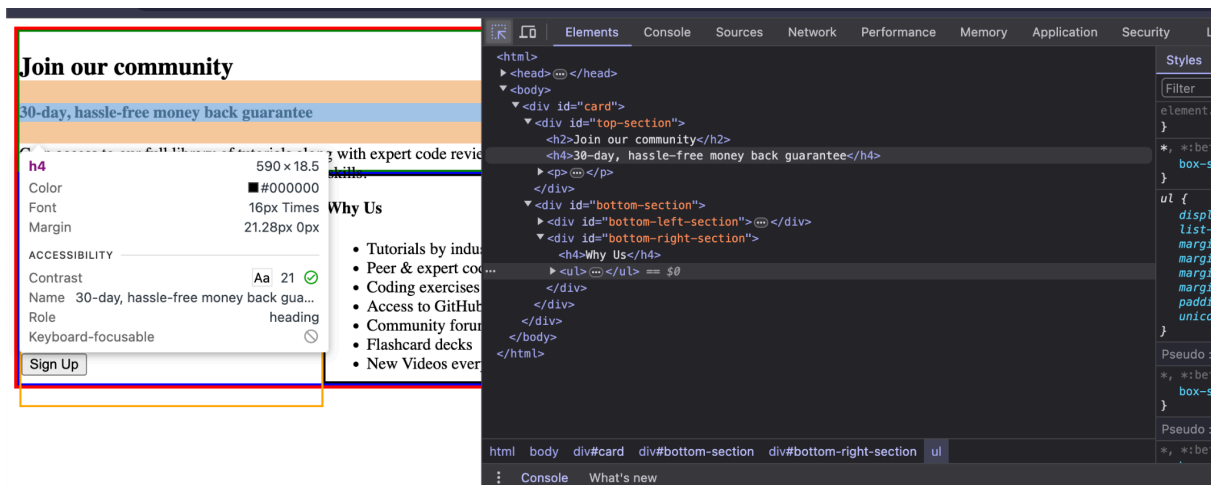 Join our community
30-day, hassle-free money back guarantee
along with expert code revie
skills.
h4 590 × 18.5
Color #000000
Font 16px Times
Margin 21.28px 0px
ACCESSIBILITY
Contrast Aa 21
Name 30-day, hassle-free money back gua...
Role heading
Keyboard-focusable
Sign Up
Why Us
• Tutorials by indu
• Peer & expert co
• Coding exercises
• Access to GitHub
• Community forum
• Flashcard decks
• New Videos ever
Elements Console Sources Network Performance Memory Application Security
<html>
<head> ... </head>
<body>
<div id="card">
<div id="top-section">
<h2>Join our community</h2>
<h4>30-day, hassle-free money back guarantee</h4>
<p> ... </p>
</div>
<div id="bottom-section">
<div id="bottom-left-section"> ... </div>
<div id="bottom-right-section">
<h4>Why Us</h4>
... <ul> ... </ul> == $0
</div>
</div>
</div>
</body>
</html>
html body div#card div#bottom-section div#bottom-right-section ul
Console What's new
Styles
Filter
element.
}
*, *:be
box-s
}
ul {
displ
list-
margi
margi
margi
margi
paddi
unico
}
Pseudo :
*, *:be
box-s
}
Pseudo :
*, *:be